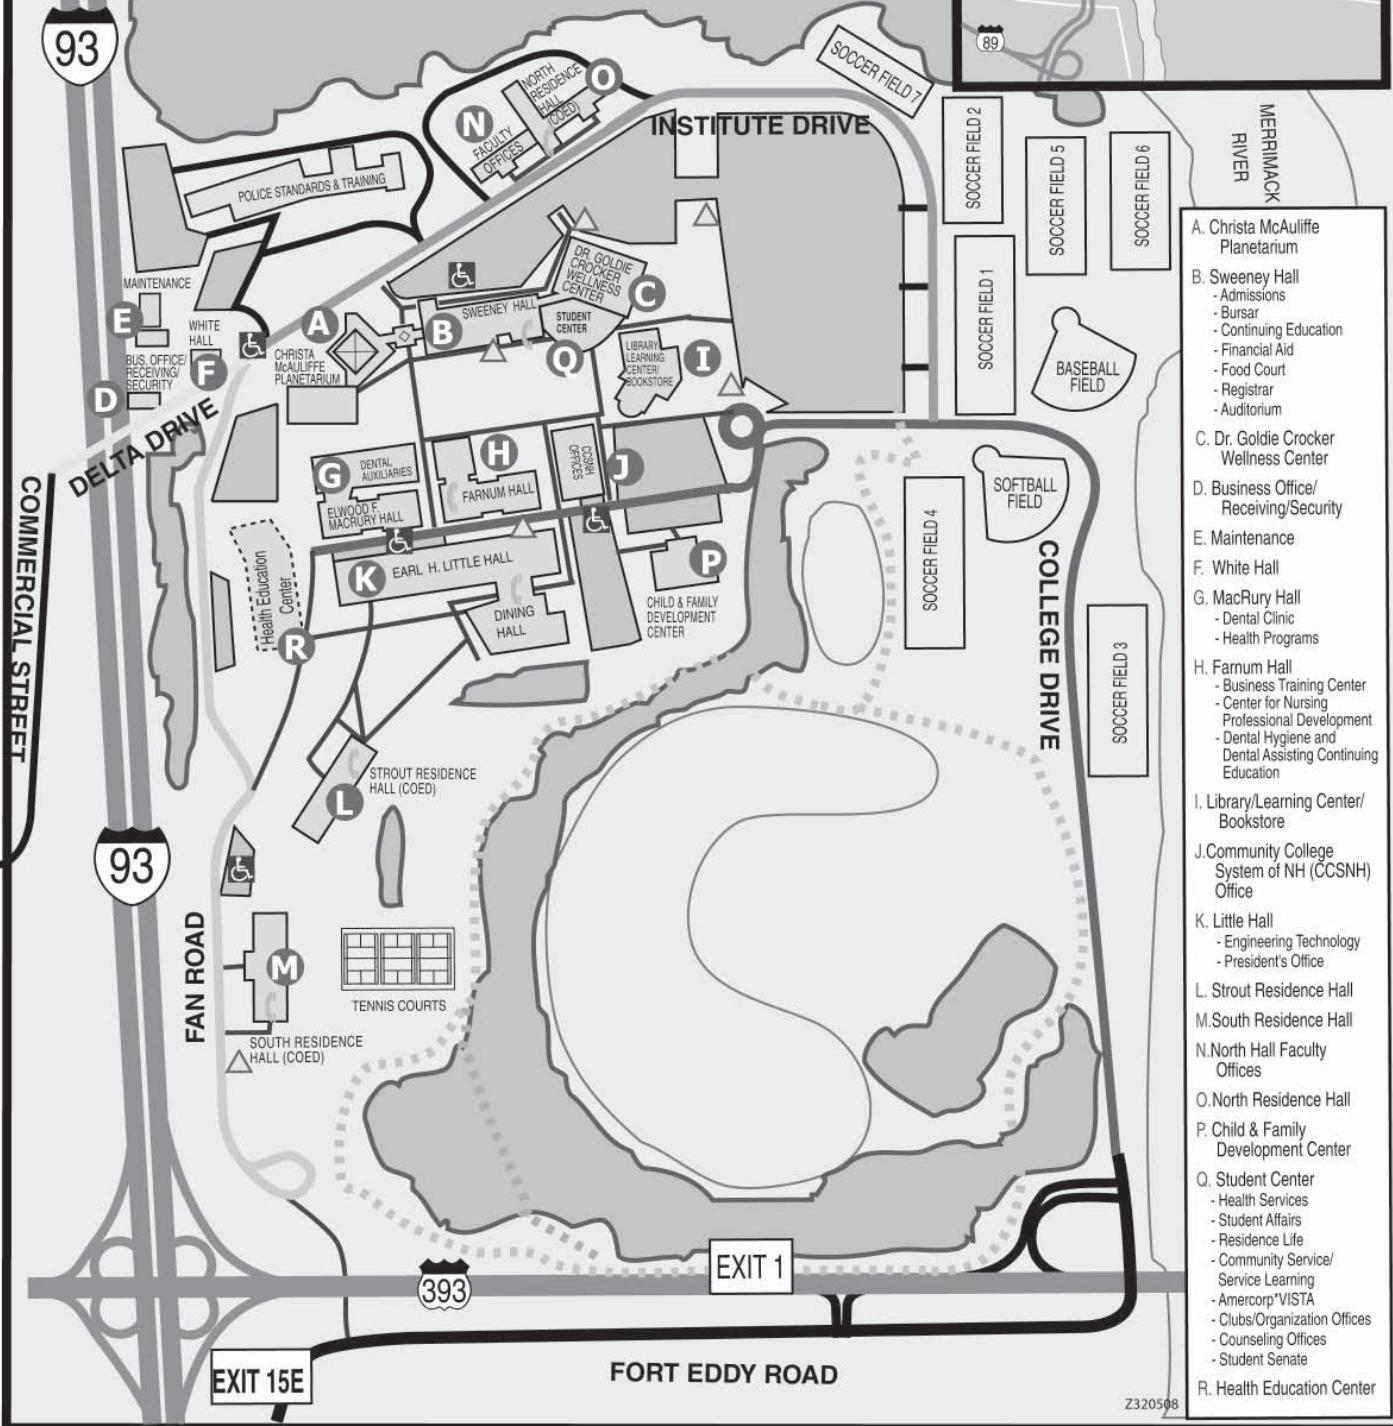 93
89
NORTH
RESIDENCE
HALL
(COED)
O
SOCCER FIELD 7
N
FACULTY
OFFICES
INSTITUTE DRIVE
SOCCER FIELD 2
SOCCER FIELD 5
SOCCER FIELD 6
MERRIMACK
RIVER
POLICE STANDARDS & TRAINING
DR. GOLDIE
CROCKER
WELLNESS
CENTER
C
MAINTENANCE
E
WHITE
HALL
A
B
SWEENEY HALL
STUDENT
CENTER
SOCCER FIELD 1
CHRISTA
McAULIFFE
PLANETARIUM
Q
LIBRARY
LEARNING
CENTER/
BOOKSTORE
I
BASEBALL
FIELD
BUS. OFFICE/
RECEIVING/
SECURITY
F
D
DELTA DRIVE
G
DENTAL
AUXILIARIES
H
CCSNH
OFFICES
J
ELWOOD F.
MACRURY HALL
FARNUM HALL
SOFTBALL
FIELD
SOCCER FIELD 4
COMMERCIAL STREET
Health Education
Center
K
EARL H. LITTLE HALL
P
COLLEGE DRIVE
DINING
HALL
CHILD & FAMILY
DEVELOPMENT
CENTER
R
SOCCER FIELD 3
STROUT RESIDENCE
HALL (COED)
L
93
FAN ROAD
M
TENNIS COURTS
SOUTH RESIDENCE
HALL (COED)
EXIT 1
393
EXIT 15E
FORT EDDY ROAD
Z320508
A. Christa McAuliffe
Planetarium
B. Sweeney Hall
- Admissions
- Bursar
- Continuing Education
- Financial Aid
- Food Court
- Registrar
- Auditorium
C. Dr. Goldie Crocker
Wellness Center
D. Business Office/
Receiving/Security
E. Maintenance
F. White Hall
G. MacRury Hall
- Dental Clinic
- Health Programs
H. Farnum Hall
- Business Training Center
- Center for Nursing
Professional Development
- Dental Hygiene and
Dental Assisting Continuing
Education
I. Library/Learning Center/
Bookstore
J.Community College
System of NH (CCSNH)
Office
K. Little Hall
- Engineering Technology
- President's Office
L. Strout Residence Hall
M.South Residence Hall
N.North Hall Faculty
Offices
O.North Residence Hall
P. Child & Family
Development Center
Q. Student Center
- Health Services
- Student Affairs
- Residence Life
- Community Service/
Service Learning
- Amercorp*VISTA
- Clubs/Organization Offices
- Counseling Offices
- Student Senate
R. Health Education Center